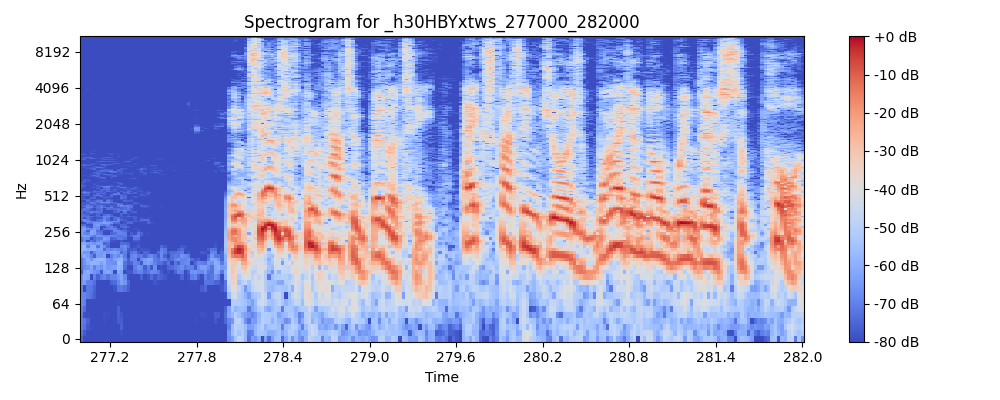 Spectrogram for _h30HBYxtws_277000_282000
Hz
8192
4096
2048
1024
512
256
128
64
0
277.2 277.8 278.4 279.0 279.6 280.2 280.8 281.4 282.0
Time
+0 dB
-10 dB
-20 dB
-30 dB
-40 dB
-50 dB
-60 dB
-70 dB
-80 dB